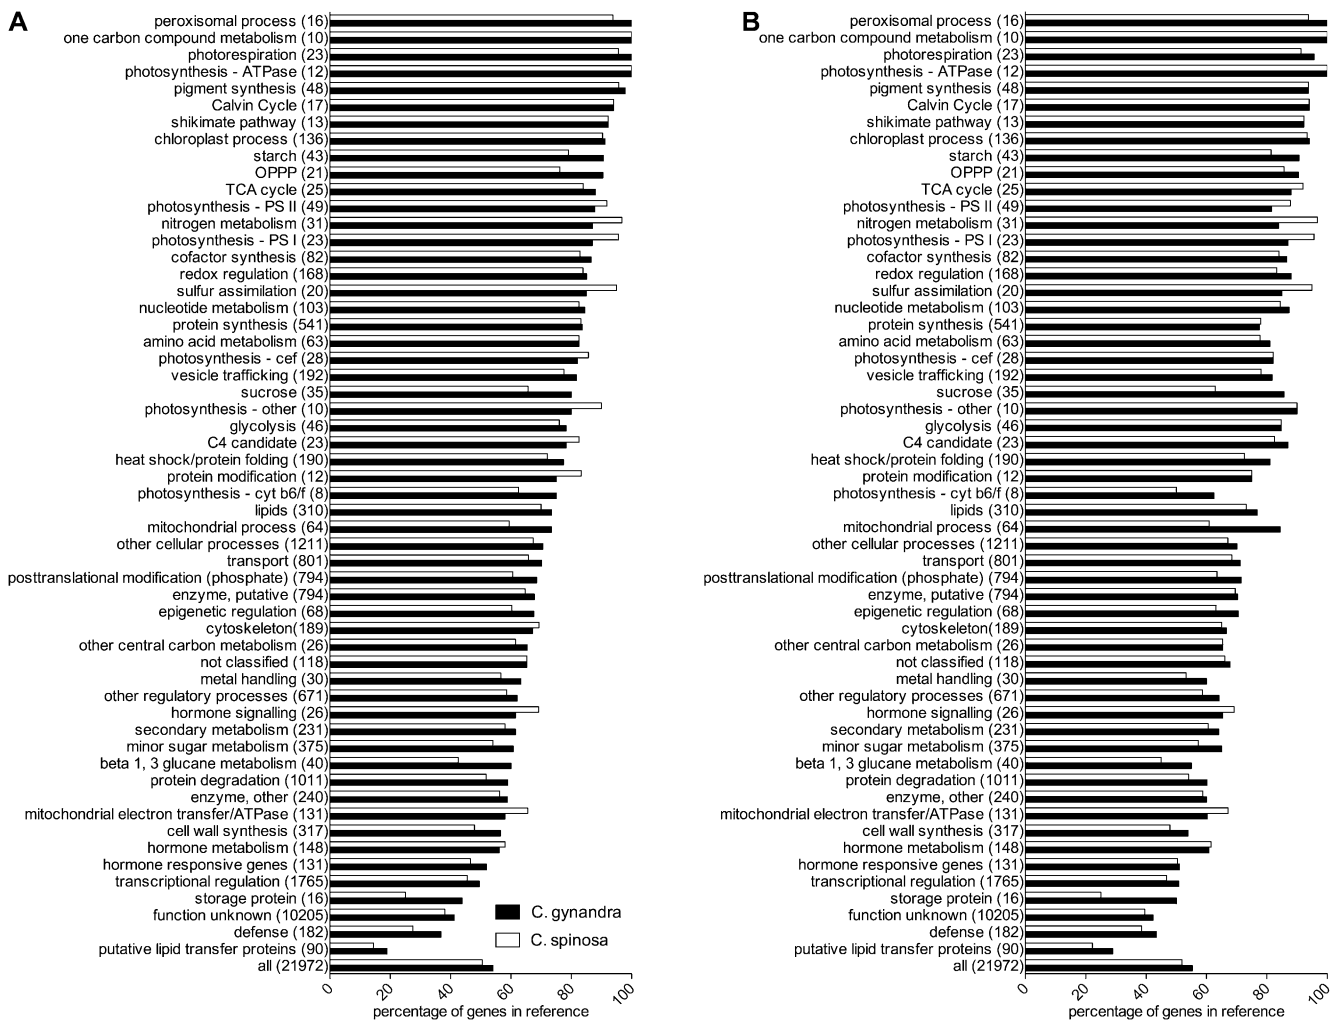 A
peroxisomal process (16)
one carbon compound metabolism (10)
photorespiration (23)
photosynthesis - ATPase (12)
pigment synthesis (48)
Calvin Cycle (17)
shikimate pathway (13)
chloroplast process (136)
starch (43)
OPPP (21)
TCA cycle (25)
photosynthesis - PS II (49)
nitrogen metabolism (31)
photosynthesis - PS I (23)
cofactor synthesis (82)
redox regulation (168)
sulfur assimilation (20)
nucleotide metabolism (103)
protein synthesis (541)
amino acid metabolism (63)
photosynthesis - cef (28)
vesicle trafficking (192)
sucrose (35)
photosynthesis - other (10)
glycolysis (46)
C4 candidate (23)
heat shock/protein folding (190)
protein modification (12)
photosynthesis - cyt b6/f (8)
lipids (310)
mitochondrial process (64)
other cellular processes (1211)
transport (801)
posttranslational modification (phosphate) (794)
enzyme, putative (794)
epigenetic regulation (68)
cytoskeleton(189)
other central carbon metabolism (26)
not classified (118)
metal handling (30)
other regulatory processes (671)
hormone signalling (26)
secondary metabolism (231)
minor sugar metabolism (375)
beta 1, 3 glucane metabolism (40)
protein degradation (1011)
enzyme, other (240)
mitochondrial electron transfer/ATPase (131)
cell wall synthesis (317)
hormone metabolism (148)
hormone responsive genes (131)
transcriptional regulation (1765)
storage protein (16)
function unknown (10205)
defense (182)
putative lipid transfer proteins (90)
all (21972)
C. gynandra
C. spinosa
0 20 40 60 80 100
percentage of genes in reference
B
peroxisomal process (16)
one carbon compound metabolism (10)
photorespiration (23)
photosynthesis - ATPase (12)
pigment synthesis (48)
Calvin Cycle (17)
shikimate pathway (13)
chloroplast process (136)
starch (43)
OPPP (21)
TCA cycle (25)
photosynthesis - PS II (49)
nitrogen metabolism (31)
photosynthesis - PS I (23)
cofactor synthesis (82)
redox regulation (168)
sulfur assimilation (20)
nucleotide metabolism (103)
protein synthesis (541)
amino acid metabolism (63)
photosynthesis - cef (28)
vesicle trafficking (192)
sucrose (35)
photosynthesis - other (10)
glycolysis (46)
C4 candidate (23)
heat shock/protein folding (190)
protein modification (12)
photosynthesis - cyt b6/f (8)
lipids (310)
mitochondrial process (64)
other cellular processes (1211)
transport (801)
posttranslational modification (phosphate) (794)
enzyme, putative (794)
epigenetic regulation (68)
cytoskeleton(189)
other central carbon metabolism (26)
not classified (118)
metal handling (30)
other regulatory processes (671)
hormone signalling (26)
secondary metabolism (231)
minor sugar metabolism (375)
beta 1, 3 glucane metabolism (40)
protein degradation (1011)
enzyme, other (240)
mitochondrial electron transfer/ATPase (131)
cell wall synthesis (317)
hormone metabolism (148)
hormone responsive genes (131)
transcriptional regulation (1765)
storage protein (16)
function unknown (10205)
defense (182)
putative lipid transfer proteins (90)
all (21972)
0 20 40 60 80 100
percentage of genes in reference